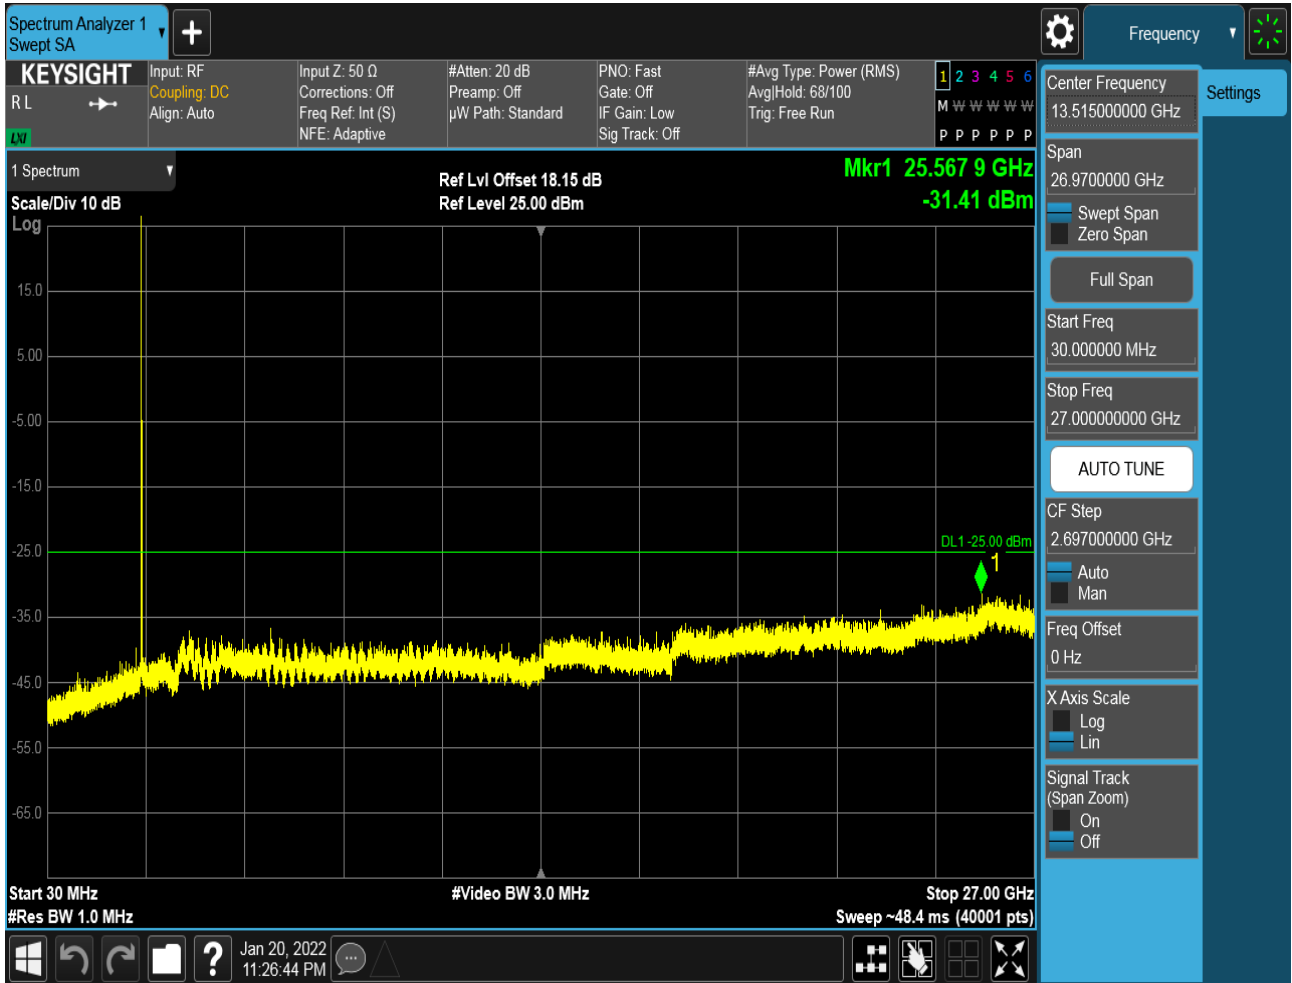 Spectrum Analyzer 1
Swept SA
Frequency
KEYSIGHT
R L
LXI
Input: RF
Coupling: DC
Align: Auto
Input Z: 50 Ω
Corrections: Off
Freq Ref: Int (S)
NFE: Adaptive
#Atten: 20 dB
Preamp: Off
µW Path: Standard
PNO: Fast
Gate: Off
IF Gain: Low
Sig Track: Off
#Avg Type: Power (RMS)
Avg|Hold: 68/100
Trig: Free Run
1 2 3 4 5 6
M W W W W W
P P P P P P
1 Spectrum
Scale/Div 10 dB
Log
Ref Lvl Offset 18.15 dB
Ref Level 25.00 dBm
Mkr1 25.567 9 GHz
-31.41 dBm
15.0
5.00
-5.00
-15.0
-25.0
-35.0
-45.0
-55.0
-65.0
DL1 -25.00 dBm
1
Start 30 MHz
#Res BW 1.0 MHz
#Video BW 3.0 MHz
Stop 27.00 GHz
Sweep ~48.4 ms (40001 pts)
Jan 20, 2022
11:26:44 PM
Center Frequency
13.515000000 GHz
Span
26.9700000 GHz
Swept Span
Zero Span
Full Span
Start Freq
30.000000 MHz
Stop Freq
27.000000000 GHz
AUTO TUNE
CF Step
2.697000000 GHz
Auto
Man
Freq Offset
0 Hz
X Axis Scale
Log
Lin
Signal Track
(Span Zoom)
On
Off
Settings